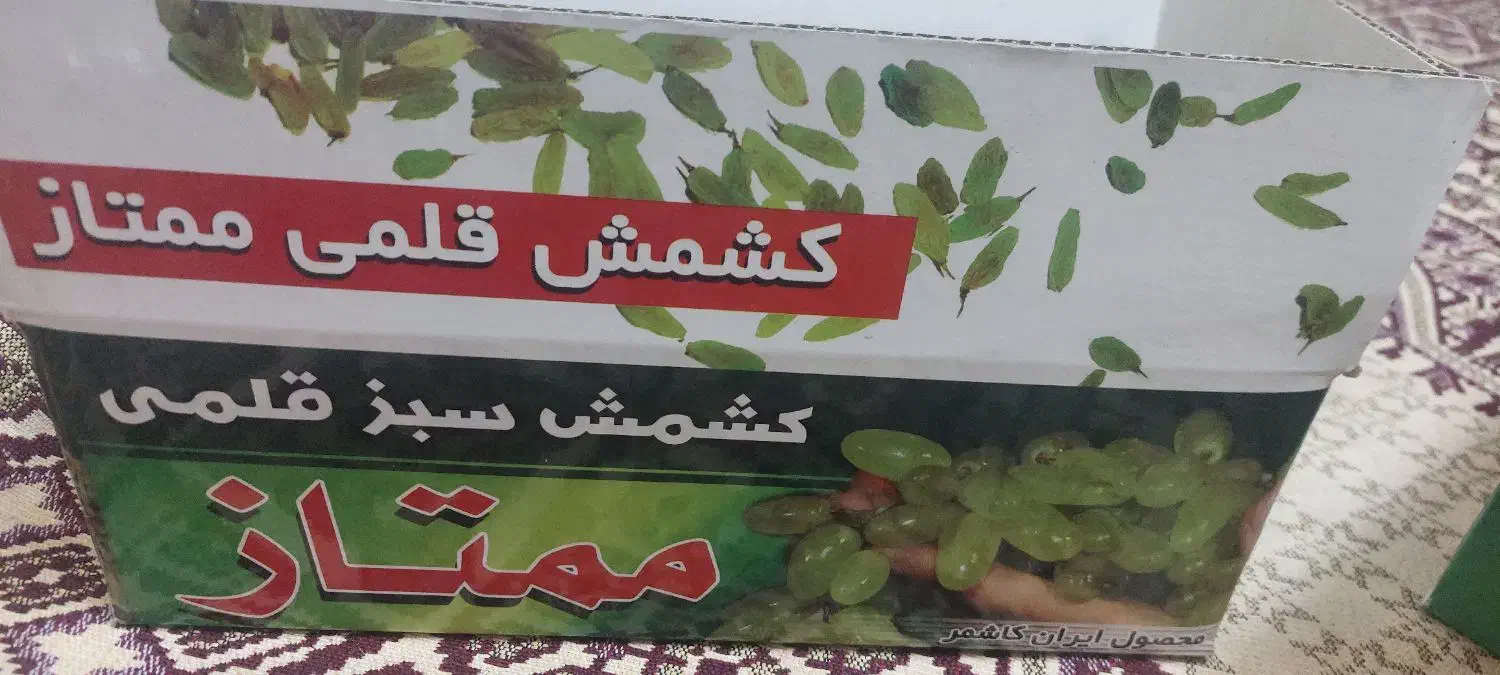 کشمش قلمی ممتاز
کشمش سبز قلمی
ممتاز
محصول ایران کاشمر